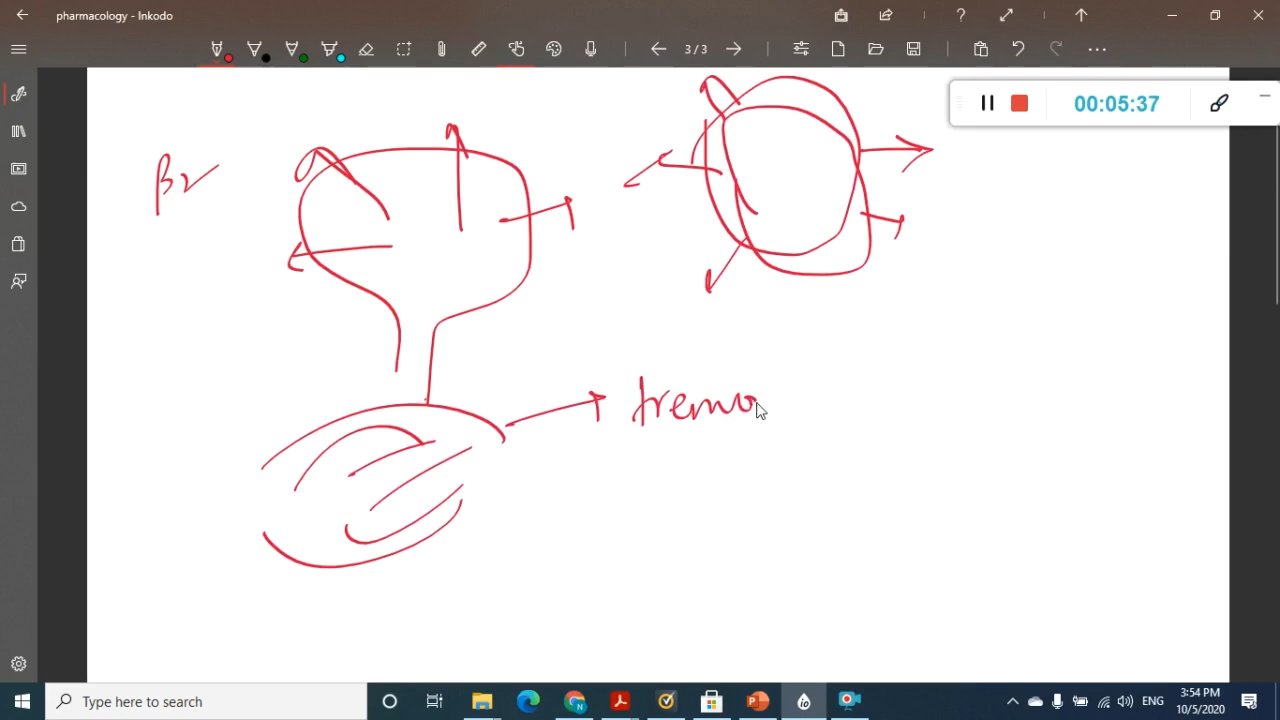 pharmacology - Inkodo
3/3
00:05:37
β2
tremo
Type here to search
ENG
3:54 PM
10/5/2020